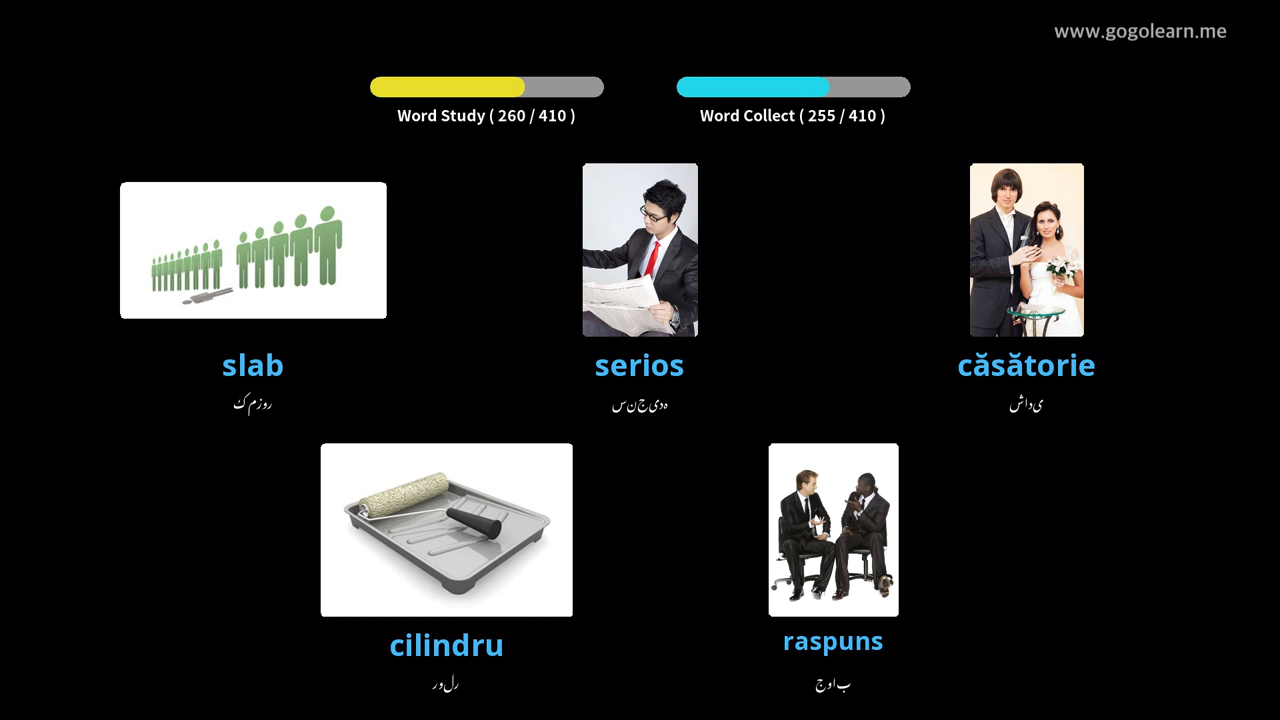 www.gogolearn.me
Word Study ( 260 / 410 )
Word Collect ( 255 / 410 )
slab
روزمک
serios
ہدیجنس
căsătorie
یداش
cilindru
رلور
raspuns
باوج